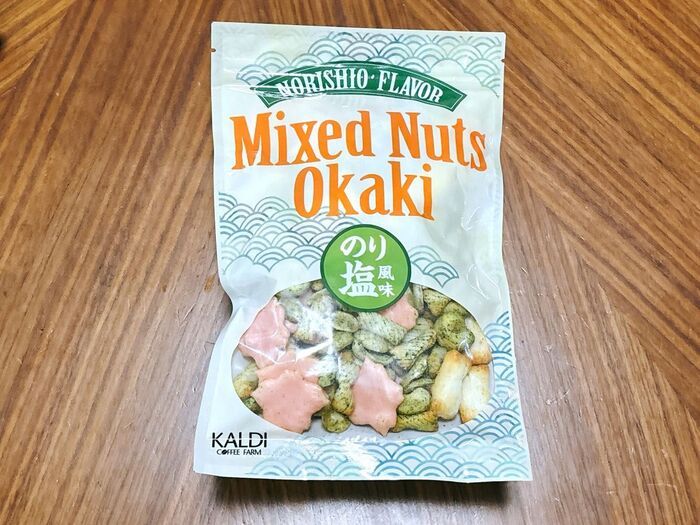 NORISHIO・FLAVOR
Mixed Nuts
Okaki
のり
塩風味
KALDI
COFFEE FARM